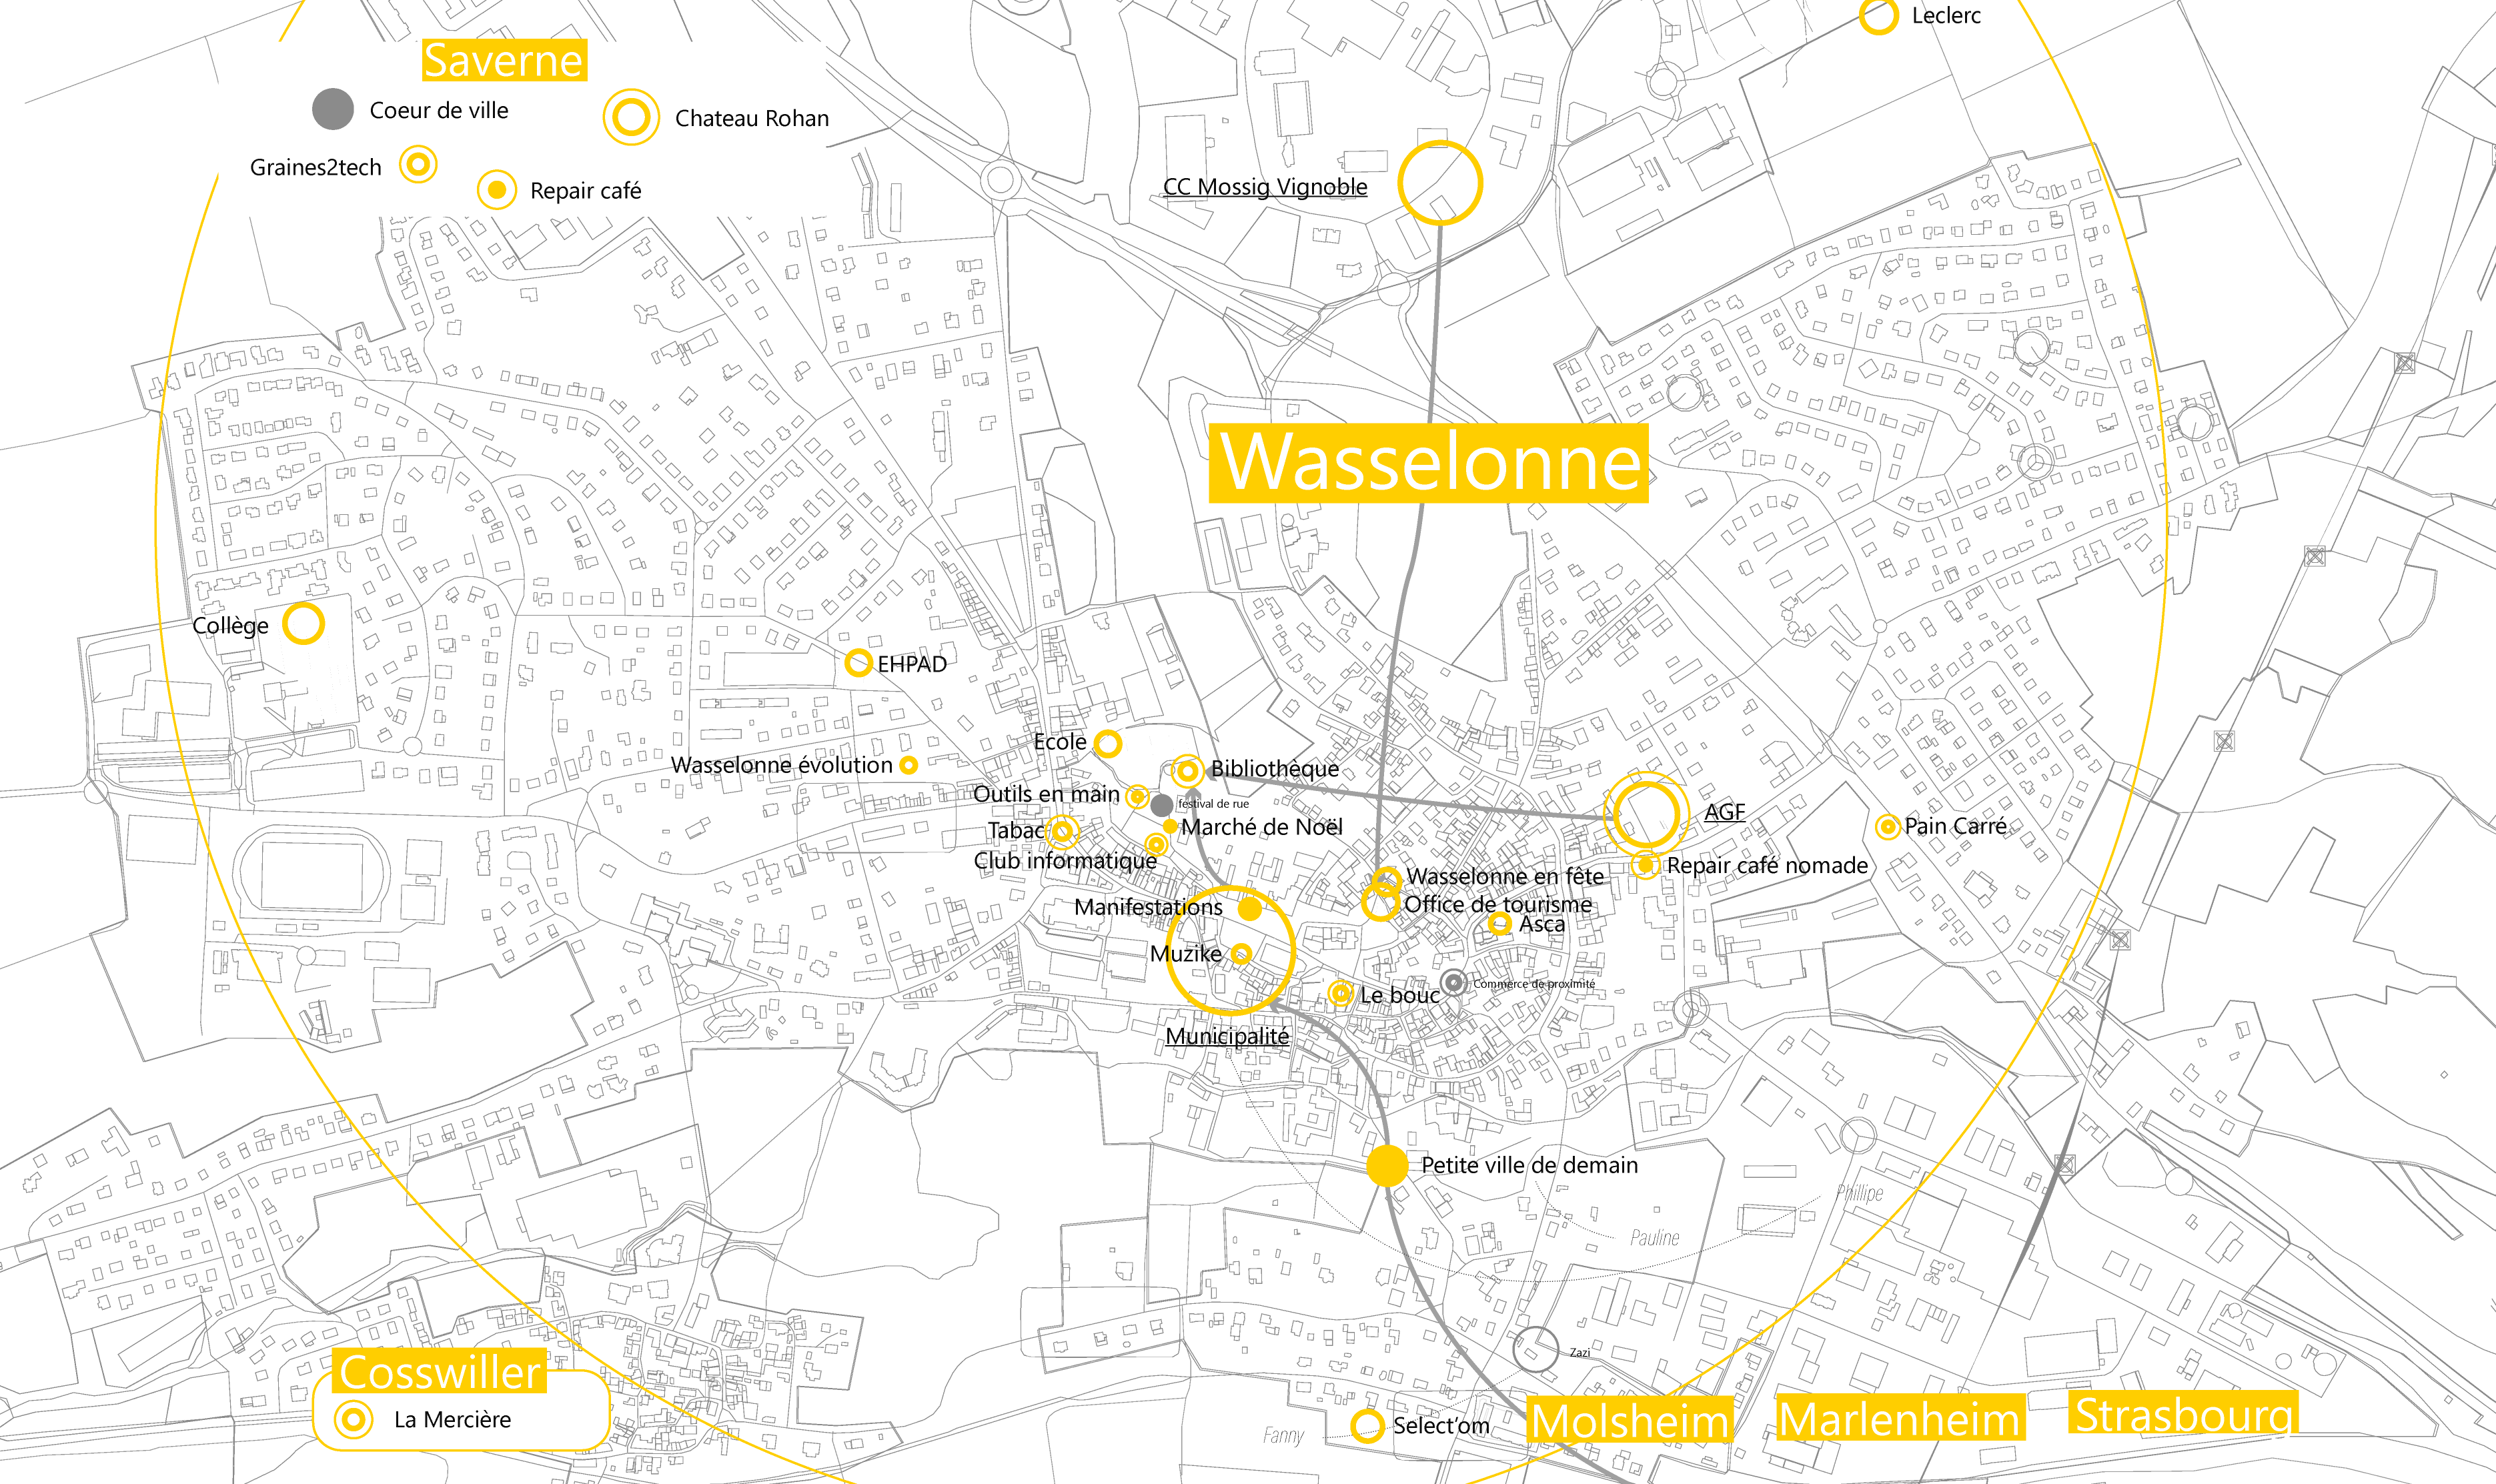 Leclerc
Saverne
Coeur de ville
Chateau Rohan
Graines2tech
Repair café
CC Mossig Vignoble
Wasselonne
Collège
EHPAD
Ecole
Wasselonne évolution
Bibliothèque
Outils en main
festival de rue
Tabac
Marché de Noël
AGF
Pain Carré
Club informatique
Repair café nomade
Wasselonne en fête
Manifestations
Office de tourisme
Asca
Muzike
Le bouc
Commerce de proximité
Municipalité
Petite ville de demain
Phillipe
Pauline
Zazi
Cosswiller
La Mercière
Fanny
Select'om
Molsheim
Marlenheim
Strasbourg